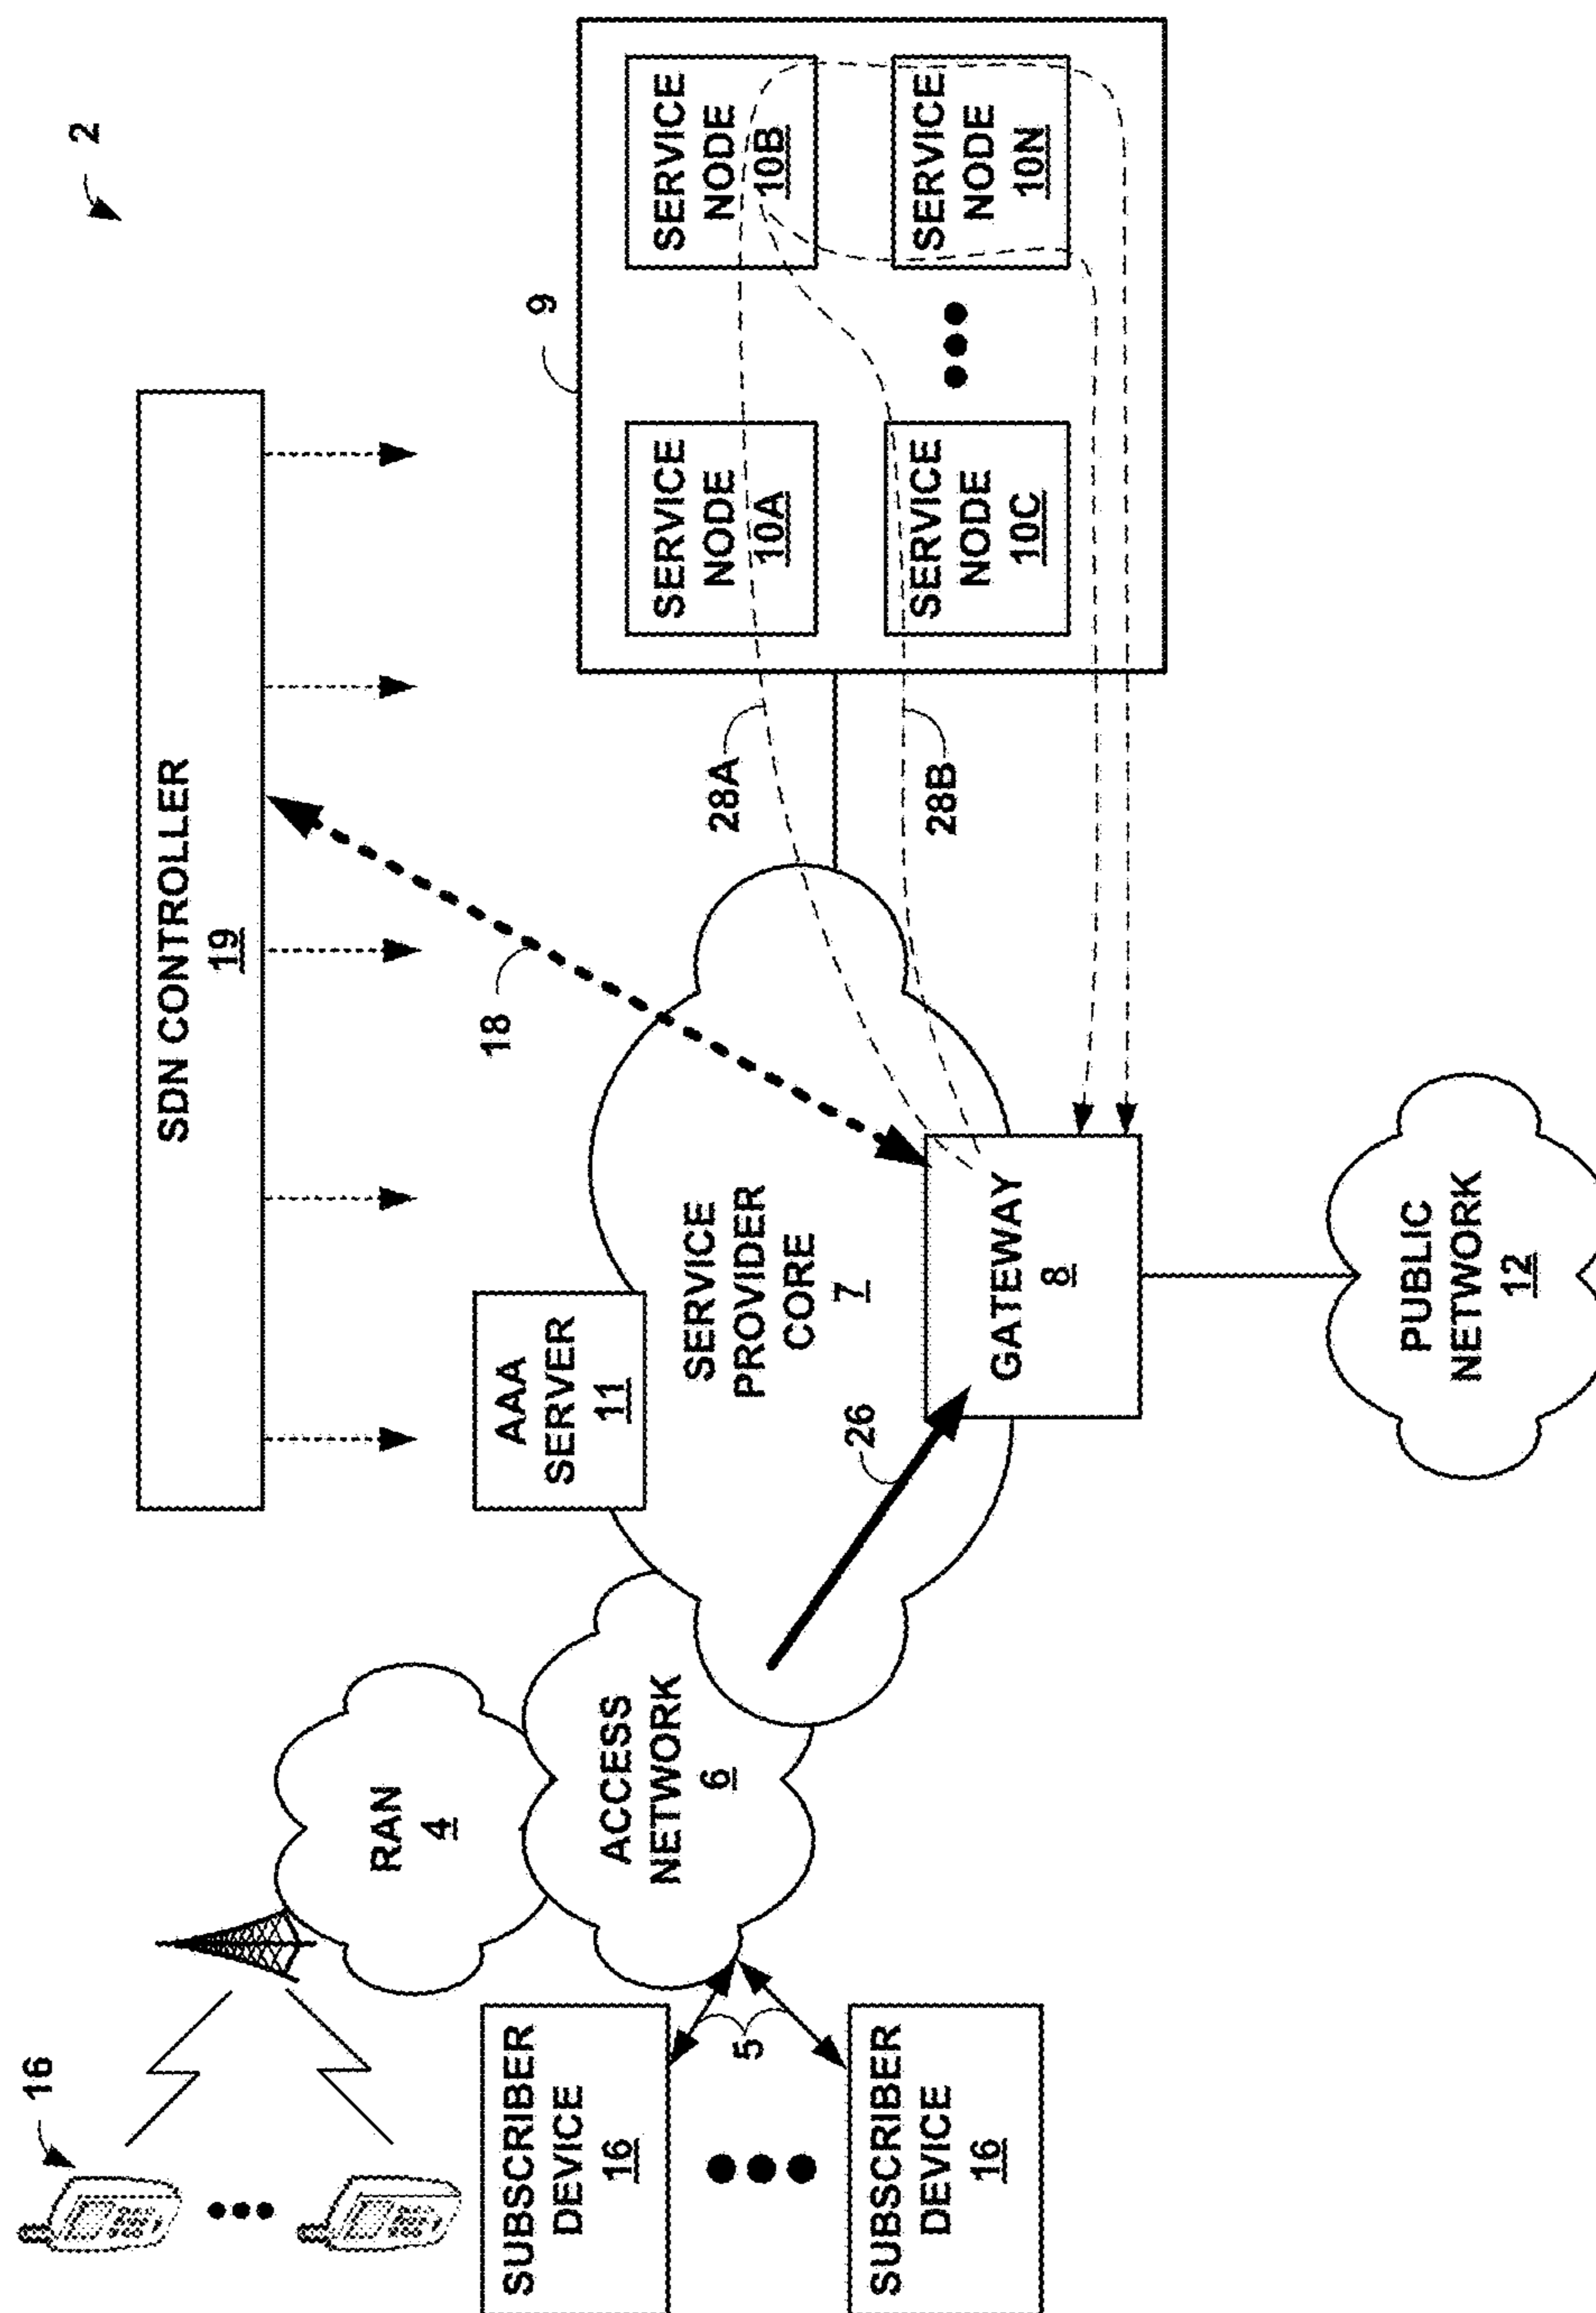 2
SDN CONTROLLER
19
9
SERVICE
NODE
10A
SERVICE
NODE
10B
SERVICE
NODE
10C
SERVICE
NODE
10N
18
28A
28B
AAA
SERVER
11
SERVICE
PROVIDER
CORE
7
26
GATEWAY
8
PUBLIC
NETWORK
12
RAN
4
ACCESS
NETWORK
6
16
5
SUBSCRIBER
DEVICE
16
SUBSCRIBER
DEVICE
16